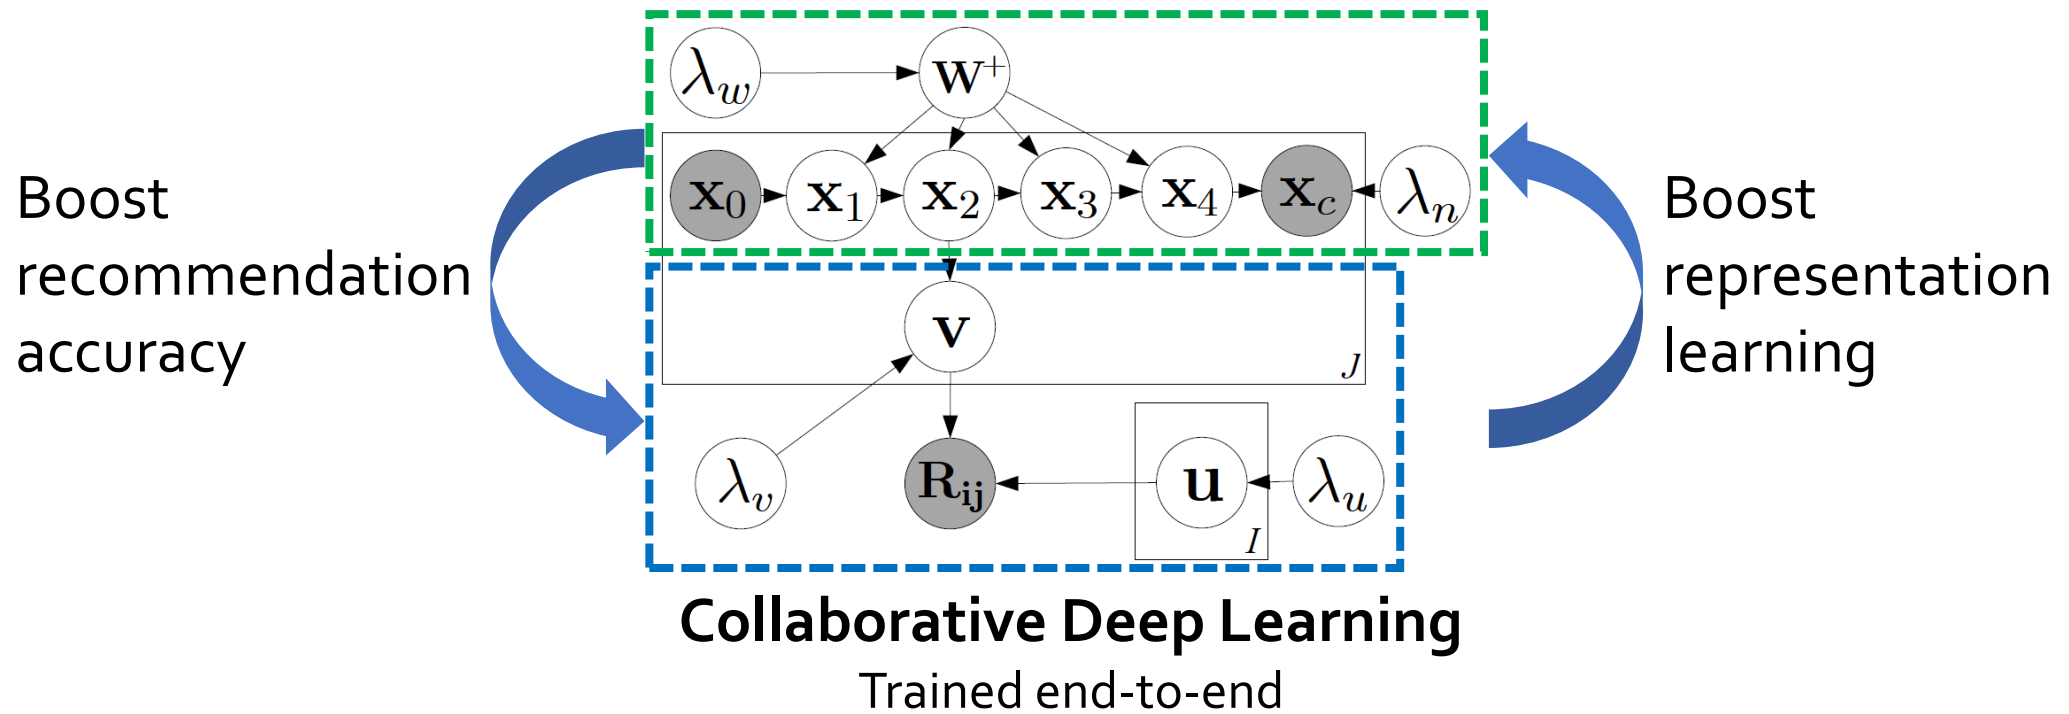 λw W+
x0 x1 x2 x3 x4 xc λn
Boost
recommendation
accuracy
Boost
representation
learning
v
J
λv Rij u λu
I
Collaborative Deep Learning
Trained end-to-end